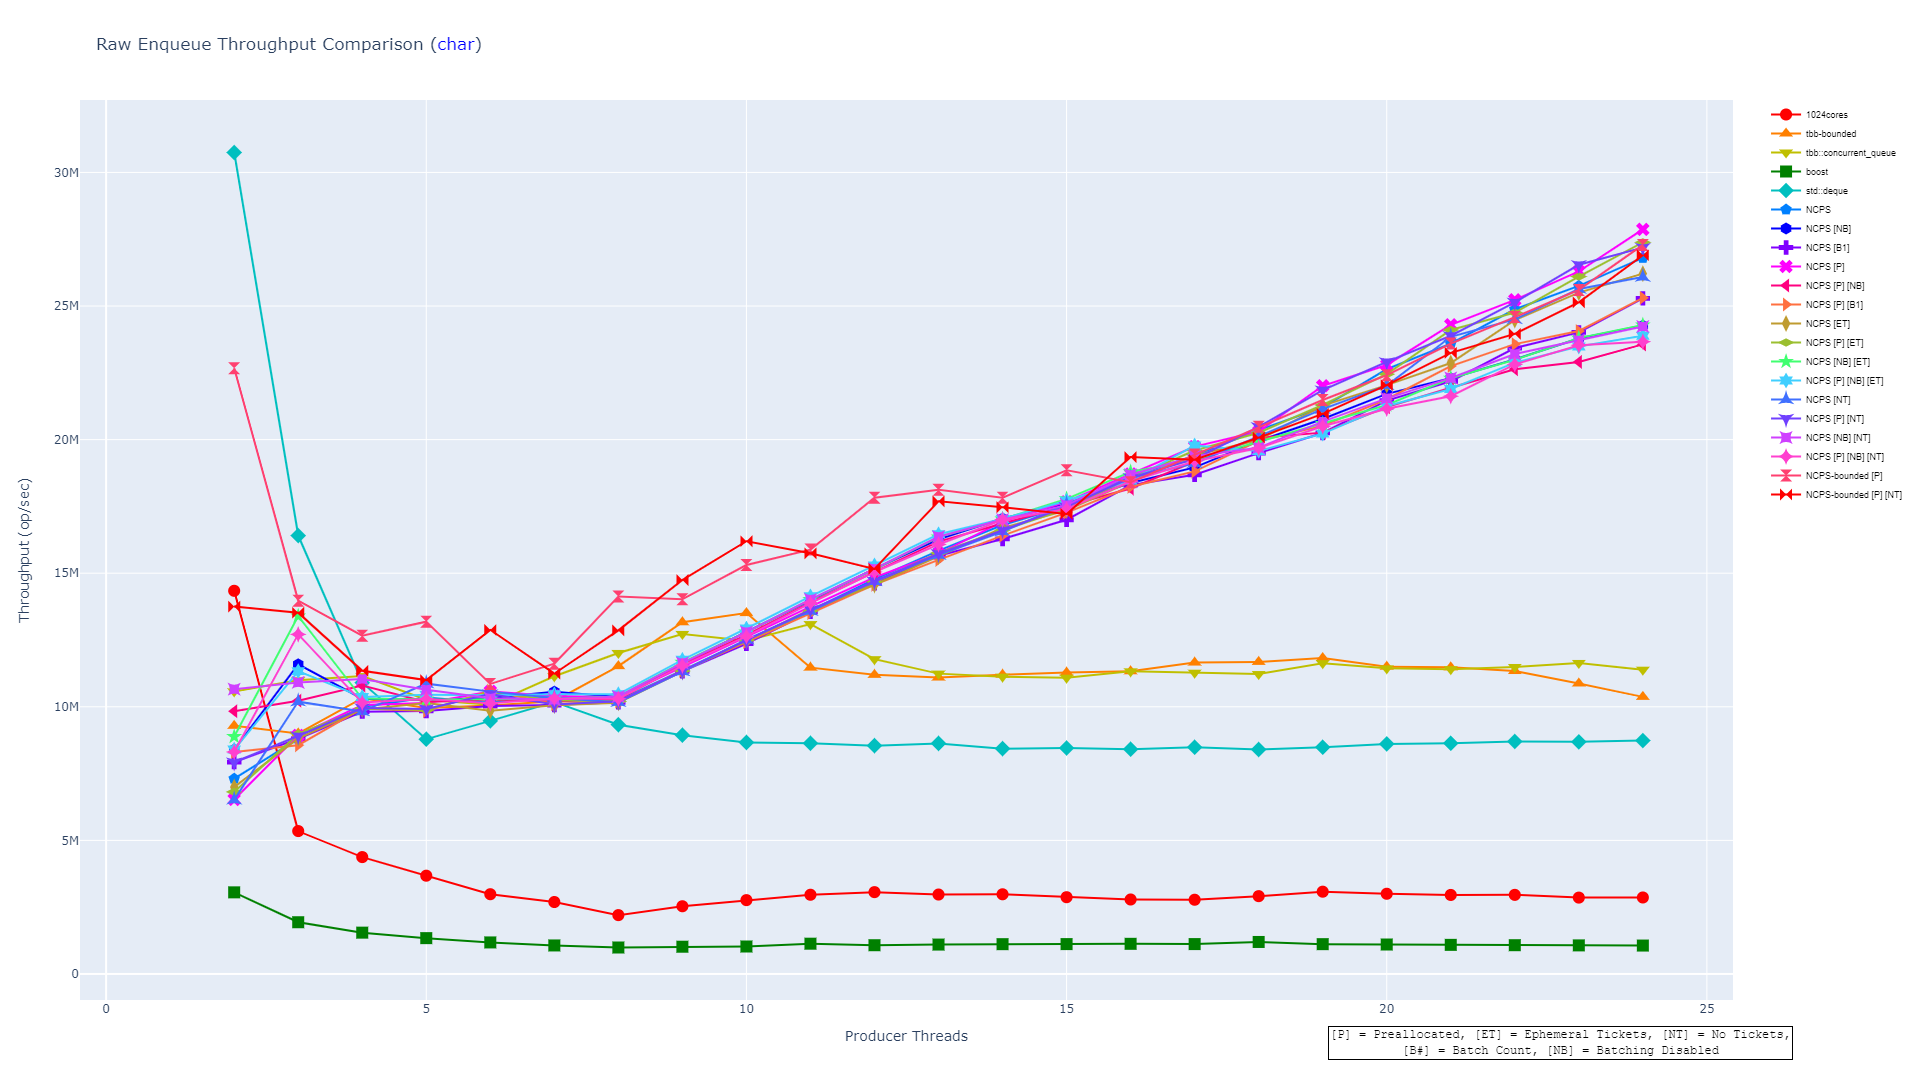 Raw Enqueue Throughput Comparison (char)
30M
25M
20M
15M
10M
5M
0
Throughput (op/sec)
0 5 10 15 20 25
Producer Threads
1024cores
tbb-bounded
tbb::concurrent_queue
boost
std::deque
NCPS
NCPS [NB]
NCPS [B1]
NCPS [P]
NCPS [P] [NB]
NCPS [P] [B1]
NCPS [ET]
NCPS [P] [ET]
NCPS [NB] [ET]
NCPS [P] [NB] [ET]
NCPS [NT]
NCPS [P] [NT]
NCPS [NB] [NT]
NCPS [P] [NB] [NT]
NCPS-bounded [P]
NCPS-bounded [P] [NT]
[P] = Preallocated, [ET] = Ephemeral Tickets, [NT] = No Tickets,
[B#] = Batch Count, [NB] = Batching Disabled